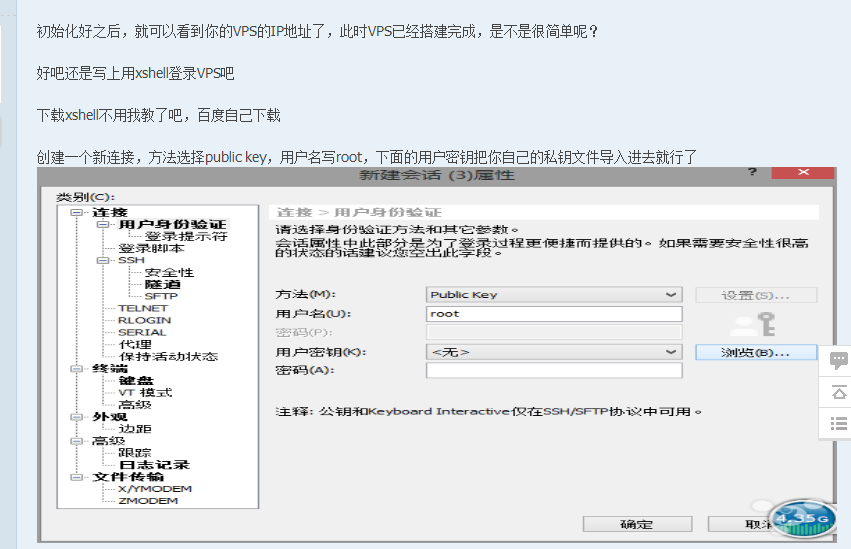 初始化好之后，就可以看到你的VPS的IP地址了，此时VPS已经搭建完成，是不是很简单呢？
好吧还是写上用xshell登录VPS吧
下载xshell不用我教了吧，百度自己下载
创建一个新连接，方法选择public key，用户名写root，下面的用户密钥把你自己的私钥文件导入进去就行了
新建会话 (3)属性
?
类别(C):
连接
用户身份验证
登录提示符
登录脚本
SSH
安全性
隧道
SFTP
TELNET
RLOGIN
SERIAL
代理
保持活动状态
终端
键盘
VT 模式
高级
外观
边距
高级
跟踪
日志记录
文件传输
X/YMODEM
ZMODEM
连接 > 用户身份验证
请选择身份验证方法和其它参数。
会话属性中此部分是为了登录过程更便捷而提供的。如果需要安全性很高
的状态的话建议您空出此字段。
方法(M): Public Key 设置(S)...
用户名(U): root
密码(P):
用户密钥(K): <无> 浏览(B)...
密码(A):
注释: 公钥和Keyboard Interactive仅在SSH/SFTP协议中可用。
确定 取消
4.35G